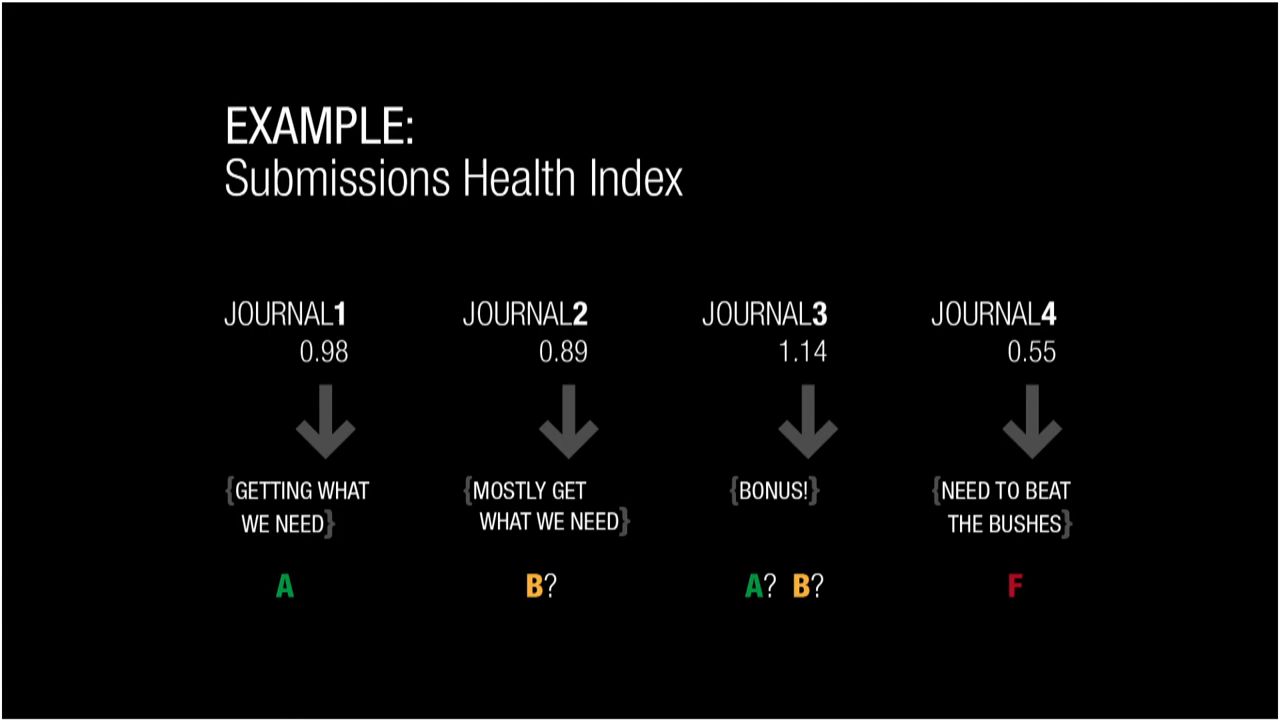 EXAMPLE:
Submissions Health Index
JOURNAL1
0.98
{GETTING WHAT
WE NEED}
A
JOURNAL2
0.89
{MOSTLY GET
WHAT WE NEED}
B?
JOURNAL3
1.14
{BONUS!}
A? B?
JOURNAL4
0.55
{NEED TO BEAT
THE BUSHES}
F